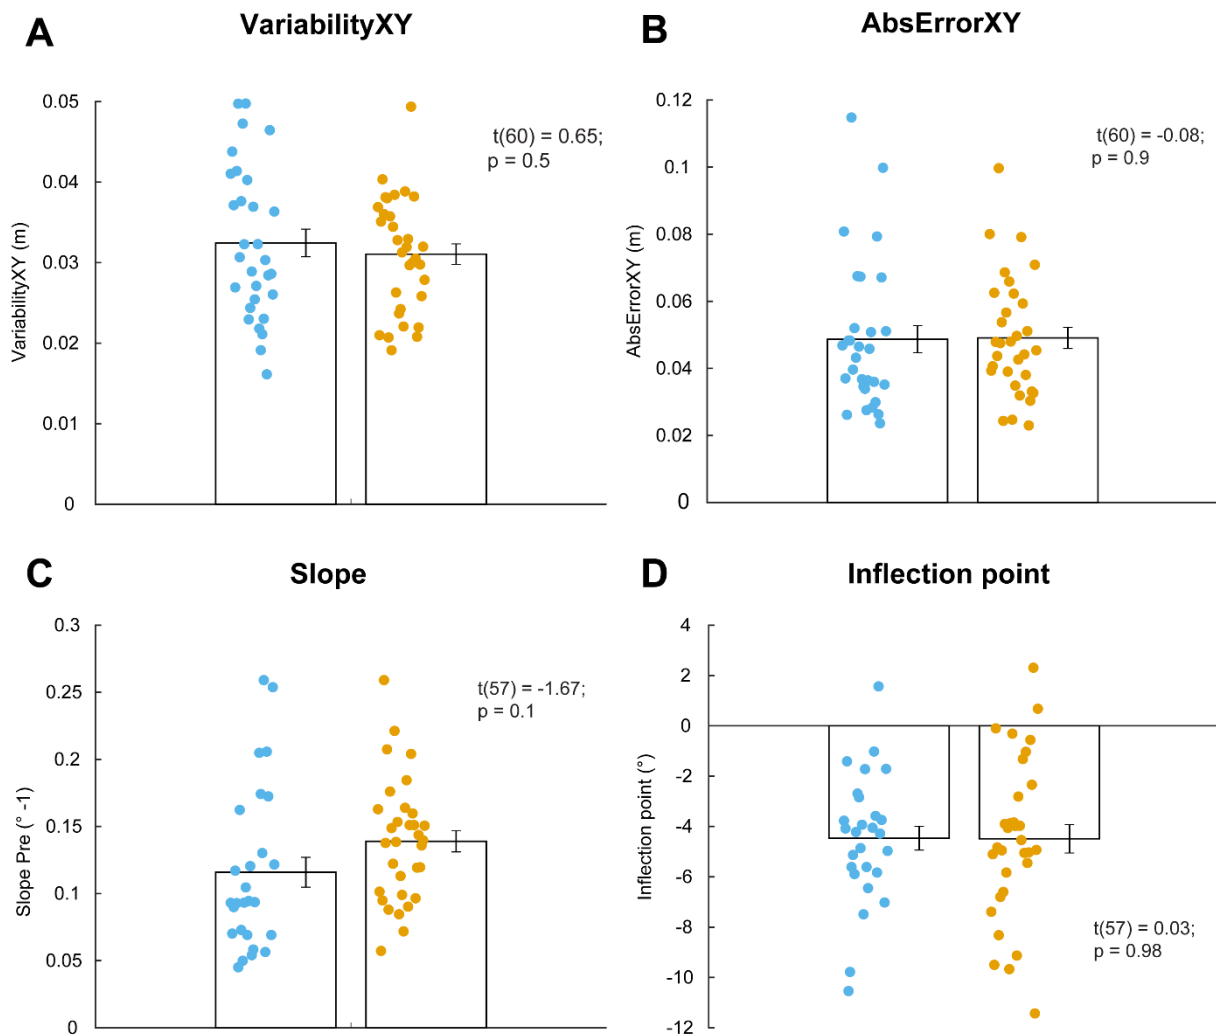 A
VariabilityXY
0.05
0.04
0.03
0.02
0.01
0
VariabilityXY (m)
t(60) = 0.65;
p = 0.5
B
AbsErrorXY
0.12
0.1
0.08
0.06
0.04
0.02
0
AbsErrorXY (m)
t(60) = -0.08;
p = 0.9
C
Slope
0.3
0.25
0.2
0.15
0.1
0.05
0
Slope Pre (° -1)
t(57) = -1.67;
p = 0.1
D
Inflection point
4
2
0
-2
-4
-6
-8
-10
-12
Inflection point (°)
t(57) = 0.03;
p = 0.98